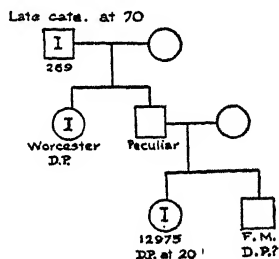 Late cata. at 70
I
269
I
Worcester
D.P.
Peculiar
I
12975
D.P. at 20
F. M.
D.P.?